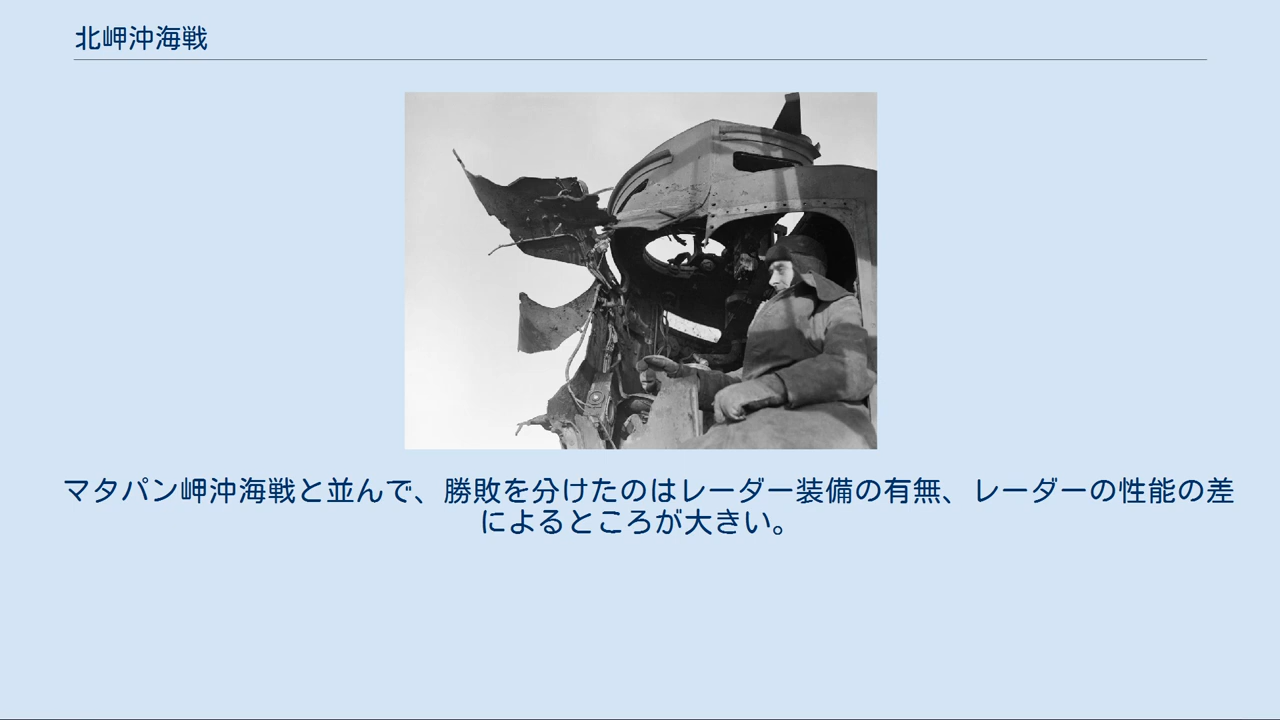 北岬沖海戦
マタパン岬沖海戦と並んで、勝敗を分けたのはレーダー装備の有無、レーダーの性能の差
によるところが大きい。